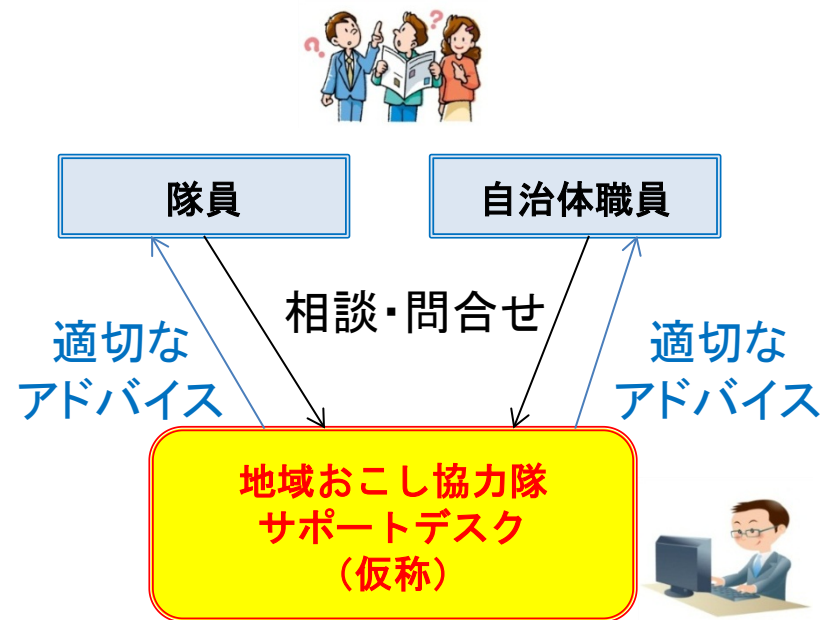 隊員
自治体職員
相談・問合せ
適切な
アドバイス
適切な
アドバイス
地域おこし協力隊
サポートデスク
（仮称）